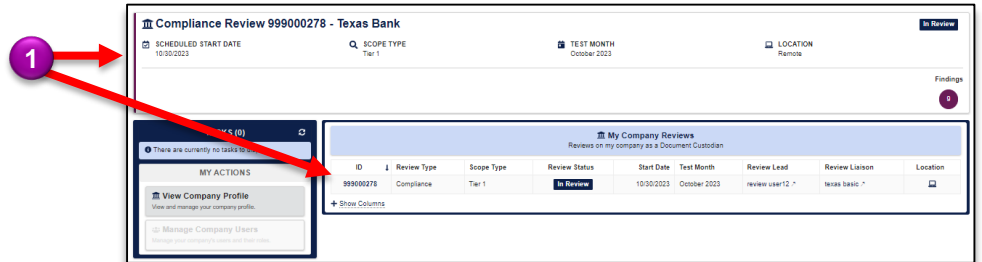 Compliance Review 999000278 - Texas Bank
In Review
SCHEDULED START DATE
10/30/2023
SCOPE TYPE
Tier 1
TEST MONTH
October 2023
LOCATION
Remote
1
Findings
9
(0)
There are currently no tasks to
MY ACTIONS
View Company Profile
View and manage your company profile.
Manage Company Users
Manage your company's users and their roles.
My Company Reviews
Reviews on my company as a Document Custodian
ID Review Type Scope Type Review Status Start Date Test Month Review Lead Review Liaison Location
999000278 Compliance Tier 1 In Review 10/30/2023 October 2023 review user12 texas basic
+ Show Columns